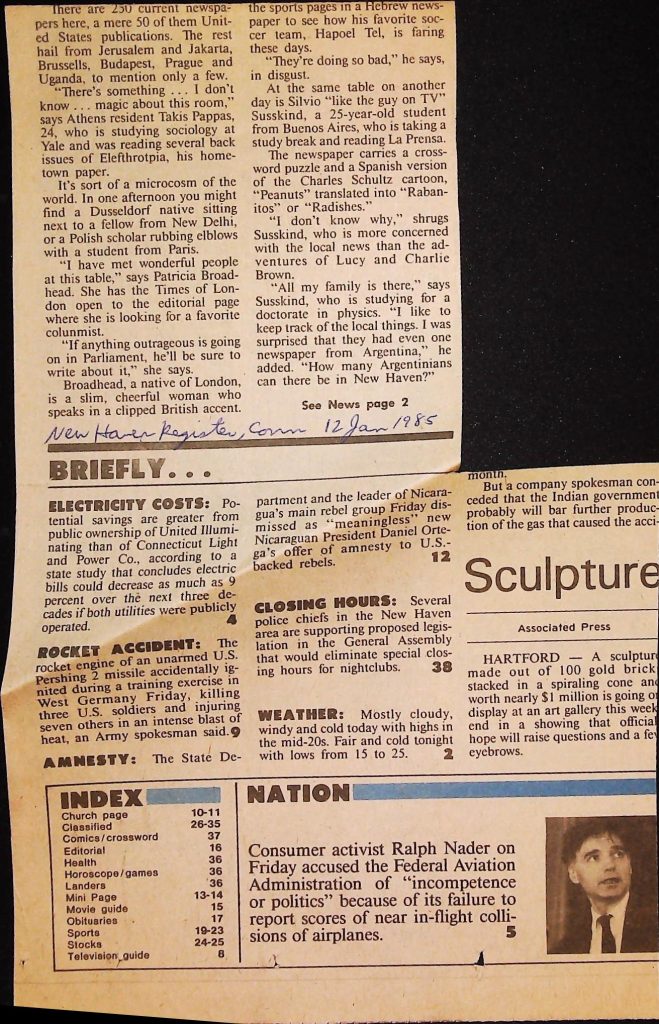 There are 250 current newspa-
pers here, a mere 50 of them Unit-
ed States publications. The rest
hail from Jerusalem and Jakarta,
Brussells, Budapest, Prague and
Uganda, to mention only a few.
"There's something . . . I don't
know . . . magic about this room,"
says Athens resident Takis Pappas,
24, who is studying sociology at
Yale and was reading several back
issues of Elefthrotpia, his home-
town paper.
It's sort of a microcosm of the
world. In one afternoon you might
find a Dusseldorf native sitting
next to a fellow from New Delhi,
or a Polish scholar rubbing elblows
with a student from Paris.
"I have met wonderful people
at this table," says Patricia Broad-
head. She has the Times of Lon-
don open to the editorial page
where she is looking for a favorite
colunmist.
"If anything outrageous is going
on in Parliament, he'll be sure to
write about it," she says.
Broadhead, a native of London,
is a slim, cheerful woman who
speaks in a clipped British accent.
the sports pages in a Hebrew news-
paper to see how his favorite soc-
cer team, Hapoel Tel, is faring
these days.
"They're doing so bad," he says,
in disgust.
At the same table on another
day is Silvio "like the guy on TV"
Susskind, a 25-year-old student
from Buenos Aires, who is taking a
study break and reading La Prensa.
The newspaper carries a cross-
word puzzle and a Spanish version
of the Charles Schultz cartoon,
"Peanuts" translated into "Raban-
itos" or "Radishes."
"I don't know why," shrugs
Susskind, who is more concerned
with the local news than the ad-
ventures of Lucy and Charlie
Brown.
"All my family is there," says
Susskind, who is studying for a
doctorate in physics. "I like to
keep track of the local things. I was
surprised that they had even one
newspaper from Argentina," he
added. "How many Argentinians
can there be in New Haven?"
See News page 2
New Haven Register, Conn 12 Jan 1985
BRIEFLY. . .
ELECTRICITY COSTS: Po-
tential savings are greater from
public ownership of United Illumi-
nating than of Connecticut Light
and Power Co., according to a
state study that concludes electric
bills could decrease as much as 9
percent over the next three de-
cades if both utilities were publicly
operated. 4
ROCKET ACCIDENT: The
rocket engine of an unarmed U.S.
Pershing 2 missile accidentally ig-
nited during a training exercise in
West Germany Friday, killing
three U.S. soldiers and injuring
seven others in an intense blast of
heat, an Army spokesman said. 9
AMNESTY: The State De-
partment and the leader of Nicara-
gua's main rebel group Friday dis-
missed as "meaningless" new
Nicaraguan President Daniel Orte-
ga's offer of amnesty to U.S.-
backed rebels. 12
CLOSING HOURS: Several
police chiefs in the New Haven
area are supporting proposed legis-
lation in the General Assembly
that would eliminate special clos-
ing hours for nightclubs. 38
WEATHER: Mostly cloudy,
windy and cold today with highs in
the mid-20s. Fair and cold tonight
with lows from 15 to 25. 2
month.
But a company spokesman con-
ceded that the Indian government
probably will bar further produc-
tion of the gas that caused the acci-
Sculpture
Associated Press
HARTFORD — A sculpture
made out of 100 gold brick
stacked in a spiraling cone and
worth nearly $1 million is going o
display at an art gallery this week
end in a showing that official
hope will raise questions and a few
eyebrows.
INDEX
Church page 10-11
Classified 26-35
Comics/crossword 37
Editorial 16
Health 36
Horoscope/games 36
Landers 36
Mini Page 13-14
Movie guide 15
Obituaries 17
Sports 19-23
Stocks 24-25
Television guide 8
NATION
Consumer activist Ralph Nader on
Friday accused the Federal Aviation
Administration of "incompetence
or politics" because of its failure to
report scores of near in-flight colli-
sions of airplanes. 5